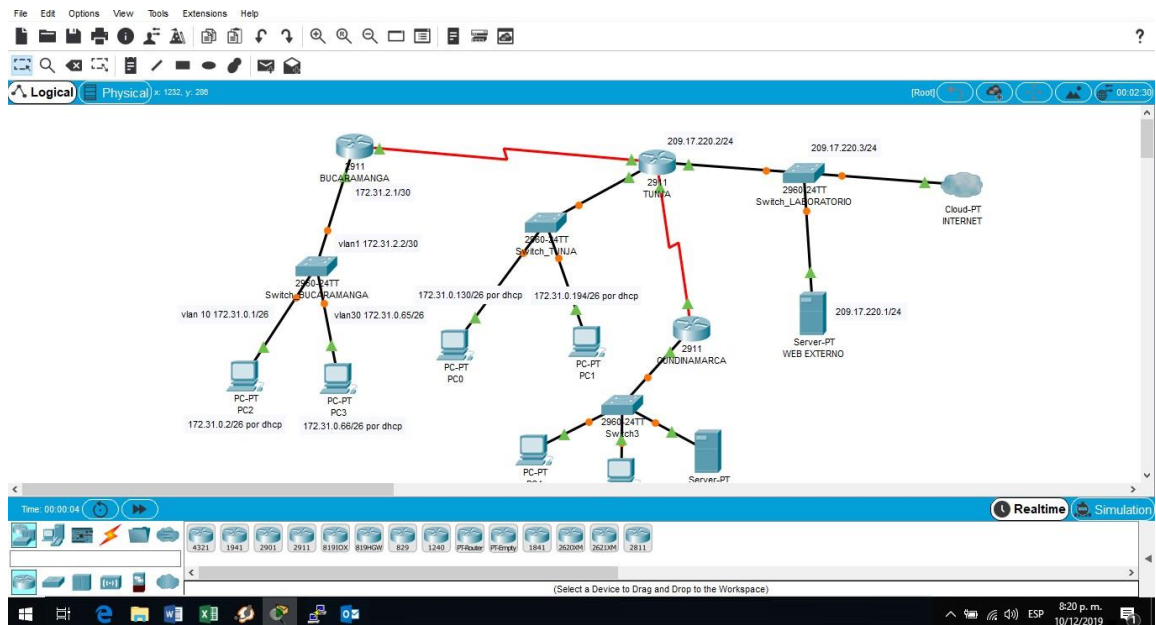 File Edit Options View Tools Extensions Help
?
Logical Physical x: 1232, y: 288 [Root] 00:02:30
209.17.220.2/24
209.17.220.3/24
2911
BUCARAMANGA
172.31.2.1/30
2911
TUNJA
2960-24TT
Switch_LABORATORIO
Cloud-PT
INTERNET
2960-24TT
Switch_TUNJA
vlan1 172.31.2.2/30
2960-24TT
Switch_BUCARAMANGA
172.31.0.130/26 por dhcp 172.31.0.194/26 por dhcp
vlan 10 172.31.0.1/26 vlan30 172.31.0.65/26
209.17.220.1/24
Server-PT
WEB EXTERNO
2911
CUNDINAMARCA
PC-PT
PC0
PC-PT
PC1
PC-PT
PC2
PC-PT
PC3
172.31.0.2/26 por dhcp 172.31.0.66/26 por dhcp
2960-24TT
Switch3
PC-PT
Server-PT
Time: 00:00:04 Realtime Simulation
4321 1941 2901 2911 819IOX 819HGW 829 1240 PT-Router PT-Empty 1841 2620XM 2621XM 2811
(Select a Device to Drag and Drop to the Workspace)
ESP 8:20 p. m.
10/12/2019